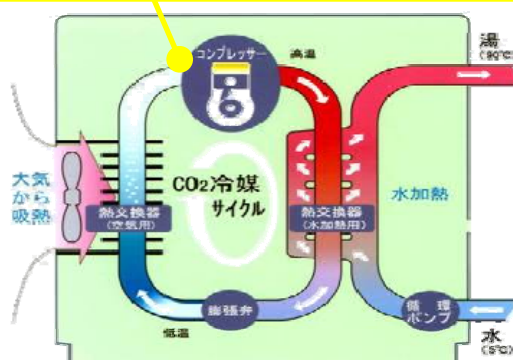 コンプレッサー
高温
湯
(90℃)
大気
から
吸熱
CO2冷媒
サイクル
水加熱
熱交換器
(空気用)
熱交換器
(水加熱用)
膨張弁
循環
ポンプ
低温
水
(5℃)